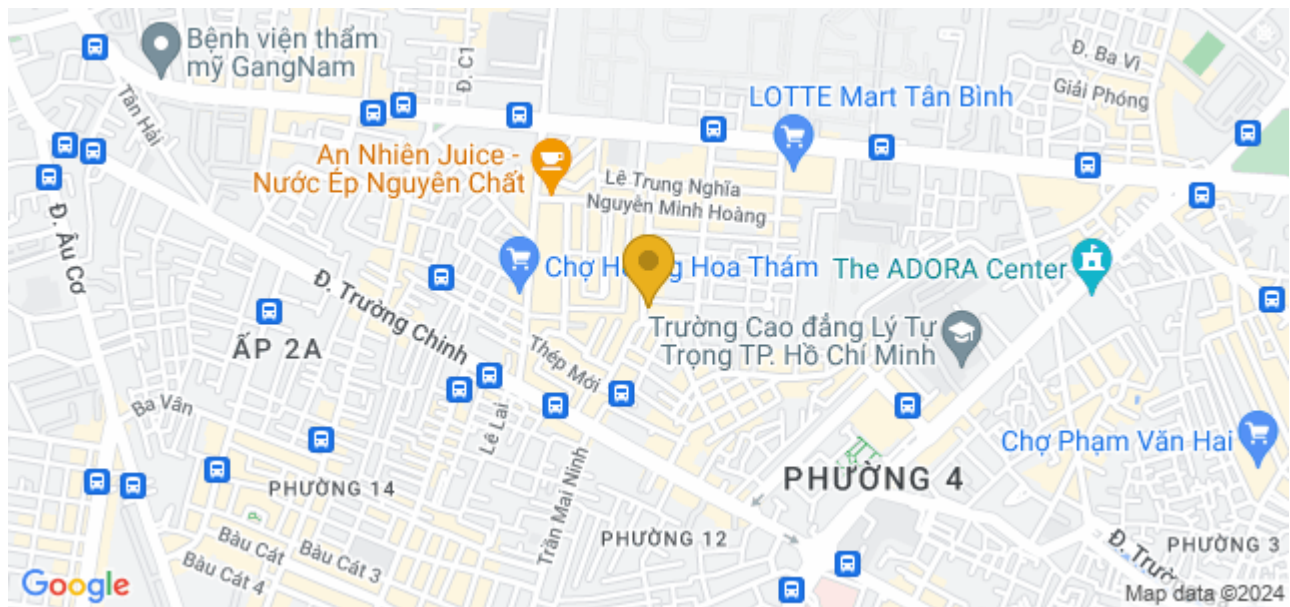 Bệnh viện thẩm
mỹ GangNam
Đ. C1
Đ. Ba Vì
Giải Phóng
Tân Hải
LOTTE Mart Tân Bình
An Nhiên Juice -
Nước Ép Nguyên Chất
Lê Trung Nghĩa
Nguyễn Minh Hoàng
Đ. Âu Cơ
Đ. Trường Chinh
Chợ Hoàng Hoa Thám
The ADORA Center
ẤP 2A
Trường Cao đẳng Lý Tự
Trọng TP. Hồ Chí Minh
Thép Mới
Ba Vân
Lê Lai
Chợ Phạm Văn Hai
PHƯỜNG 4
PHƯỜNG 14
Trần Mai Ninh
PHƯỜNG 12
Bàu Cát
Bàu Cát 3
Bàu Cát 4
PHƯỜNG 3
Google
Map data ©2024